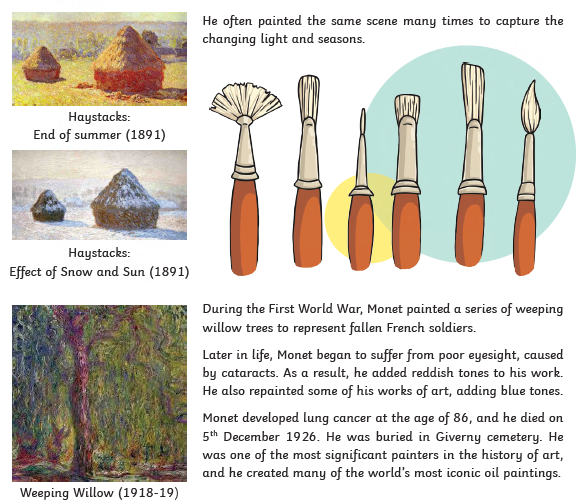 He often painted the same scene many times to capture the
changing light and seasons.
Haystacks:
End of summer (1891)
Haystacks:
Effect of Snow and Sun (1891)
During the First World War, Monet painted a series of weeping
willow trees to represent fallen French soldiers.
Later in life, Monet began to suffer from poor eyesight, caused
by cataracts. As a result, he added reddish tones to his work.
He also repainted some of his works of art, adding blue tones.
Monet developed lung cancer at the age of 86, and he died on
5th December 1926. He was buried in Giverny cemetery. He
was one of the most significant painters in the history of art,
and he created many of the world's most iconic oil paintings.
Weeping Willow (1918-19)